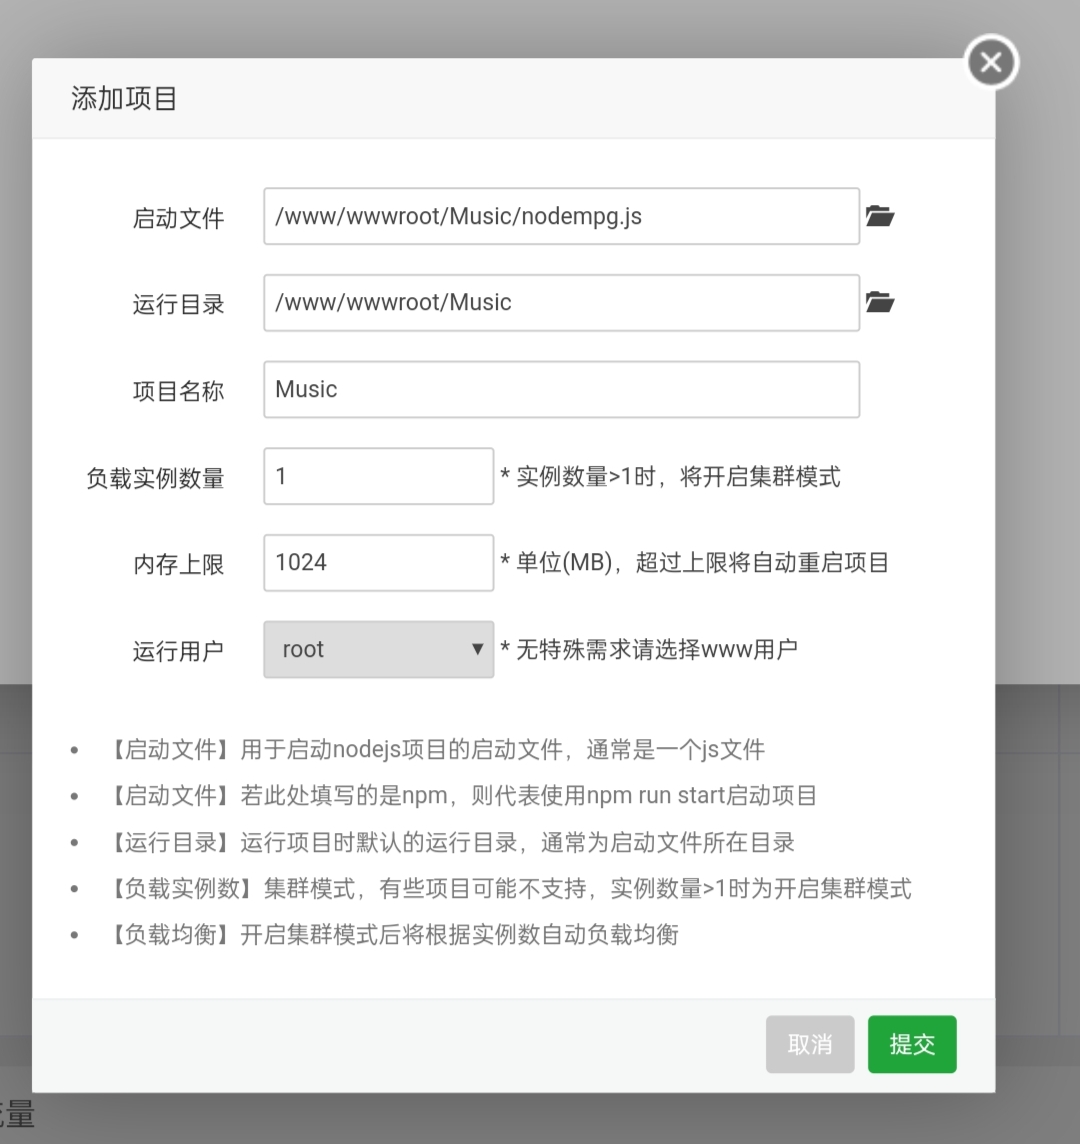 添加项目
启动文件 /www/wwwroot/Music/nodempg.js
运行目录 /www/wwwroot/Music
项目名称 Music
负载实例数量 1 * 实例数量>1时，将开启集群模式
内存上限 1024 * 单位(MB)，超过上限将自动重启项目
运行用户 root * 无特殊需求请选择www用户
• 【启动文件】用于启动nodejs项目的启动文件，通常是一个js文件
• 【启动文件】若此处填写的是npm，则代表使用npm run start启动项目
• 【运行目录】运行项目时默认的运行目录，通常为启动文件所在目录
• 【负载实例数】集群模式，有些项目可能不支持，实例数量>1时为开启集群模式
• 【负载均衡】开启集群模式后将根据实例数自动负载均衡
取消 提交
量